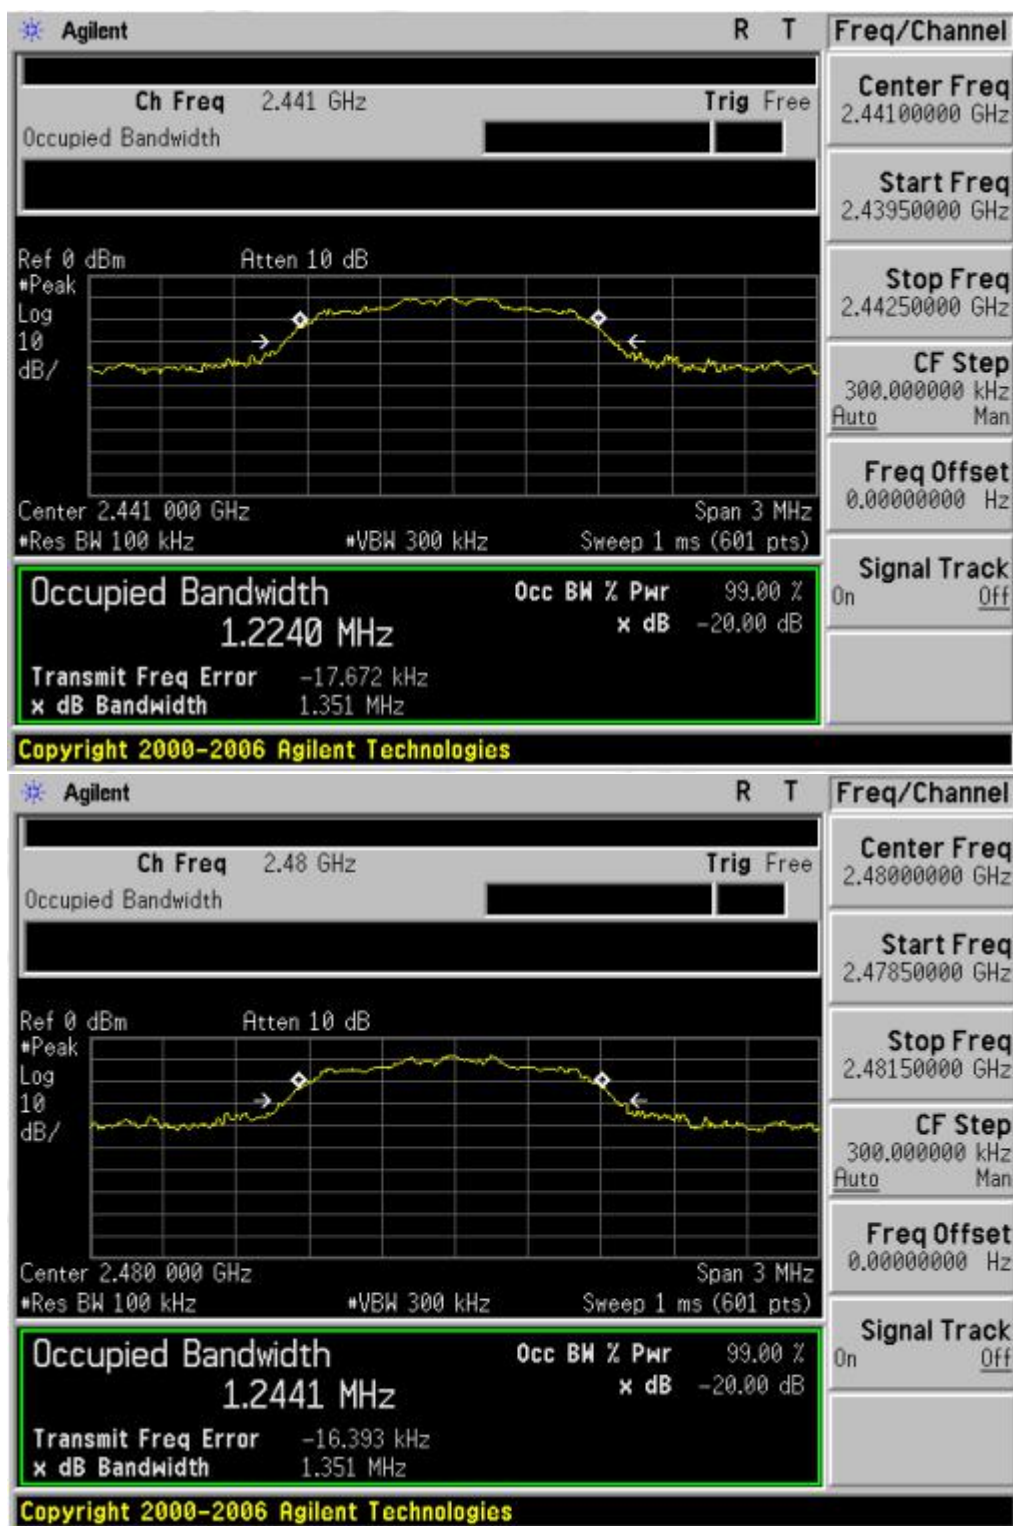 Agilent R T Freq/Channel
Ch Freq 2.441 GHz Trig Free
Occupied Bandwidth
Center Freq
2.44100000 GHz
Start Freq
2.43950000 GHz
Stop Freq
2.44250000 GHz
CF Step
300.000000 kHz
Auto Man
Freq Offset
0.00000000 Hz
Signal Track
On Off
Ref 0 dBm Atten 10 dB
#Peak
Log
10
dB/
Center 2.441 000 GHz Span 3 MHz
#Res BW 100 kHz #VBW 300 kHz Sweep 1 ms (601 pts)
Occupied Bandwidth Occ BW % Pwr 99.00 %
1.2240 MHz x dB -20.00 dB
Transmit Freq Error -17.672 kHz
x dB Bandwidth 1.351 MHz
Copyright 2000-2006 Agilent Technologies
Agilent R T Freq/Channel
Ch Freq 2.48 GHz Trig Free
Occupied Bandwidth
Center Freq
2.48000000 GHz
Start Freq
2.47850000 GHz
Stop Freq
2.48150000 GHz
CF Step
300.000000 kHz
Auto Man
Freq Offset
0.00000000 Hz
Signal Track
On Off
Ref 0 dBm Atten 10 dB
#Peak
Log
10
dB/
Center 2.480 000 GHz Span 3 MHz
#Res BW 100 kHz #VBW 300 kHz Sweep 1 ms (601 pts)
Occupied Bandwidth Occ BW % Pwr 99.00 %
1.2441 MHz x dB -20.00 dB
Transmit Freq Error -16.393 kHz
x dB Bandwidth 1.351 MHz
Copyright 2000-2006 Agilent Technologies